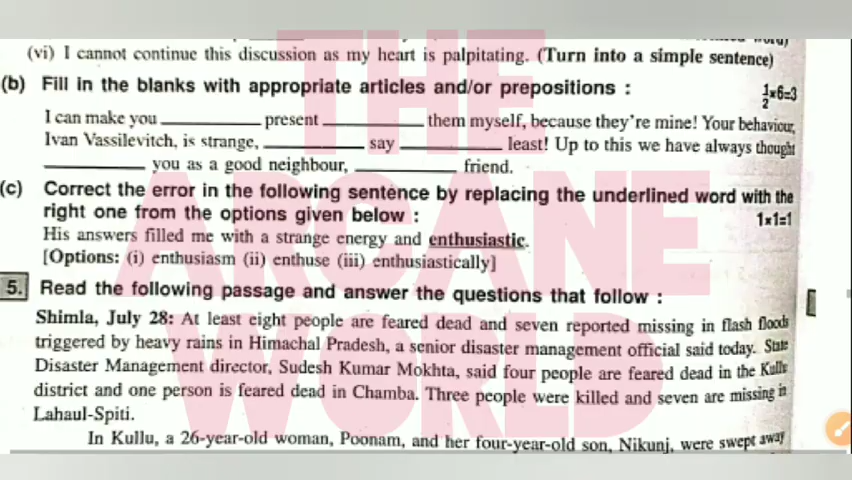 (vi) I cannot continue this discussion as my heart is palpitating. (Turn into a simple sentence)
(b) Fill in the blanks with appropriate articles and/or prepositions : ½×6=3
I can make you __________ present __________ them myself, because they're mine! Your behaviour,
Ivan Vassilevitch, is strange, __________ say __________ least! Up to this we have always thought
__________ you as a good neighbour, __________ friend.
(c) Correct the error in the following sentence by replacing the underlined word with the
right one from the options given below : 1×1=1
His answers filled me with a strange energy and enthusiastic.
[Options: (i) enthusiasm (ii) enthuse (iii) enthusiastically]
5. Read the following passage and answer the questions that follow :
Shimla, July 28: At least eight people are feared dead and seven reported missing in flash floods
triggered by heavy rains in Himachal Pradesh, a senior disaster management official said today. State
Disaster Management director, Sudesh Kumar Mokhta, said four people are feared dead in the Kullu
district and one person is feared dead in Chamba. Three people were killed and seven are missing in
Lahaul-Spiti.
In Kullu, a 26-year-old woman, Poonam, and her four-year-old son, Nikunj, were swept away
THE
ARCANE
WORLD